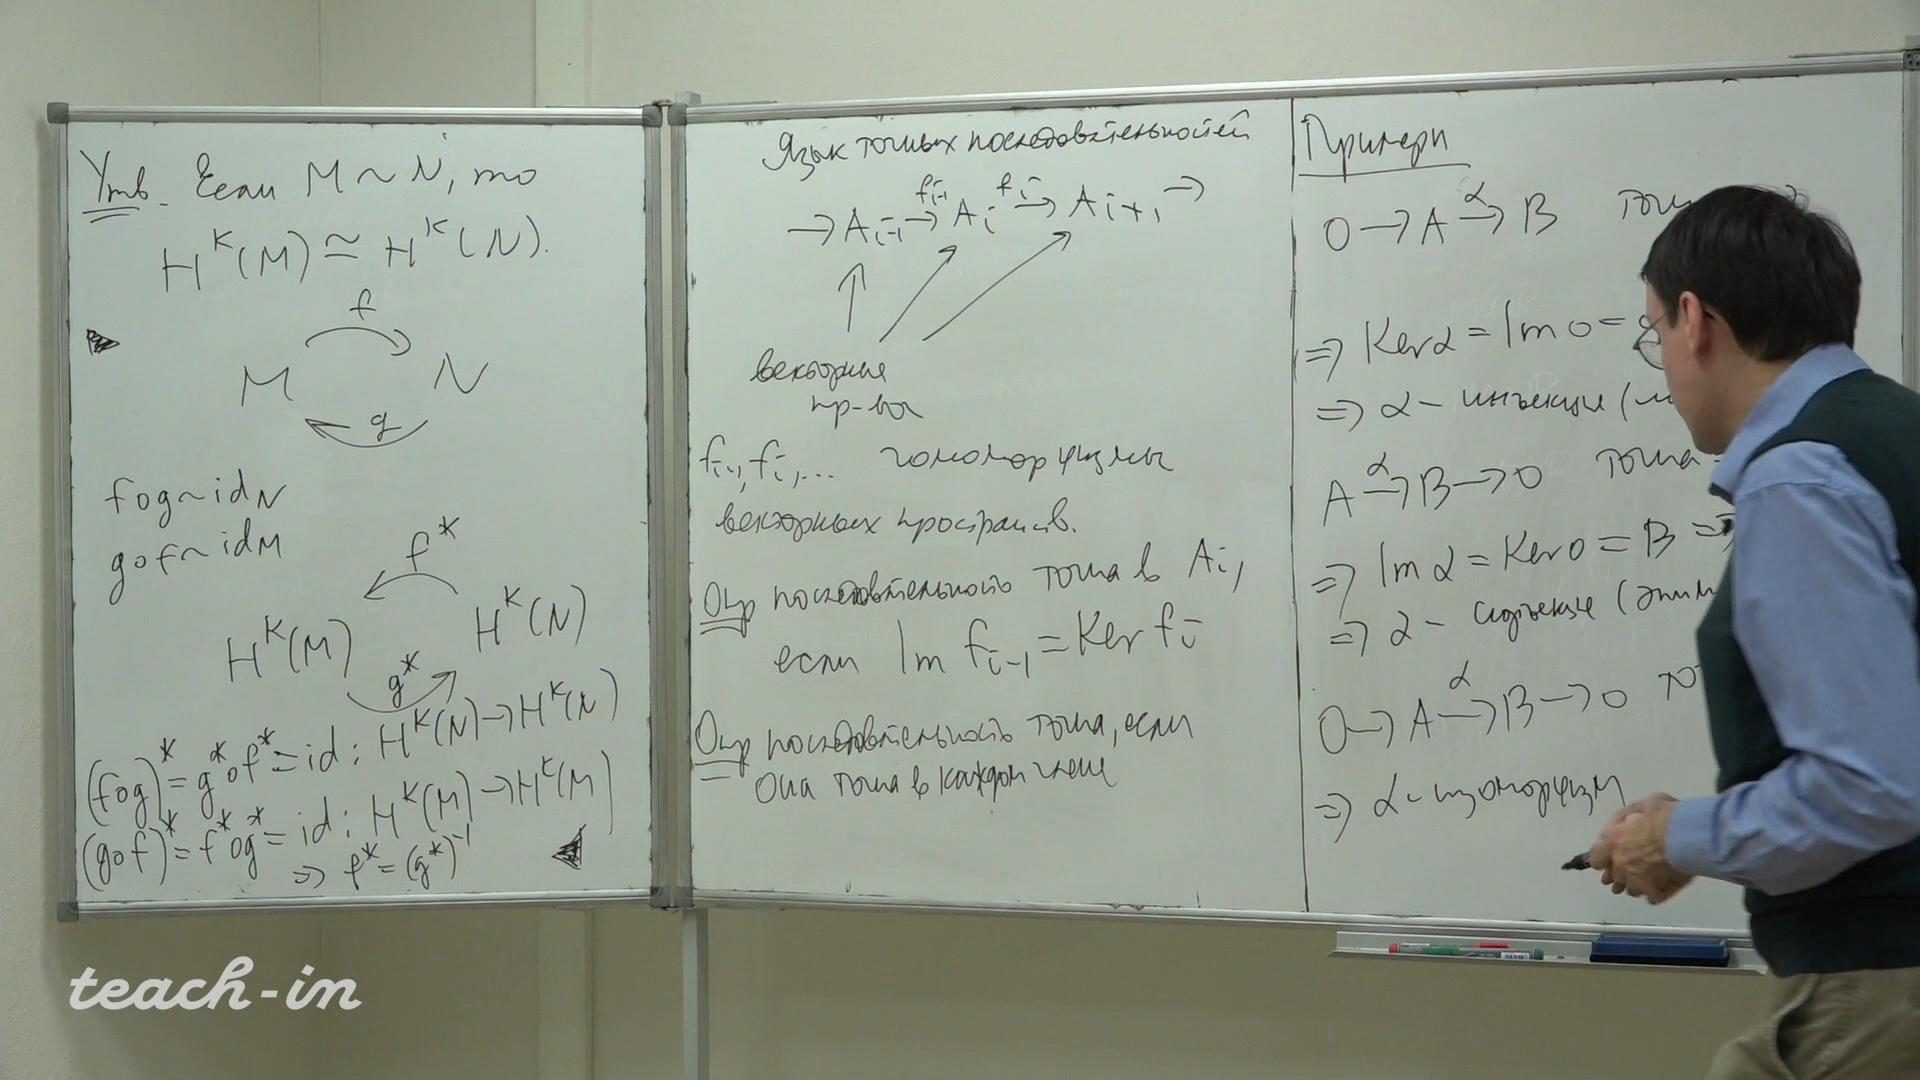 Утв. Если M ~ N, то
H^k(M) ≃ H^k(N).
f
M N
g
f∘g ~ id_N
g∘f ~ id_M
f*
H^k(M) H^k(N)
g*
(f∘g)* = g*∘f* = id : H^k(N) → H^k(N)
(g∘f)* = f*∘g* = id : H^k(M) → H^k(M)
⇒ f* = (g*)^{-1}
Язык точных последовательностей
→ A_{i-1} →^{f_{i-1}} A_i →^{f_i} A_{i+1} →
векторные
пр-ва
f_{i-1}, f_i, ... гомоморфизмы
векторных пространств.
Опр последовательность точна в A_i,
если Im f_{i-1} = Ker f_i
Опр последовательность точна, если
она точна в каждом члене
Примеры
0 → A →^α B
⇒ Ker α = Im 0 =
⇒ α - инъекция (
A →^α B → 0 точна
⇒ Im α = Ker 0 = B ⇒
⇒ α - сюръекция (
0 → A →^α B → 0
⇒ α - изоморфизм
teach-in